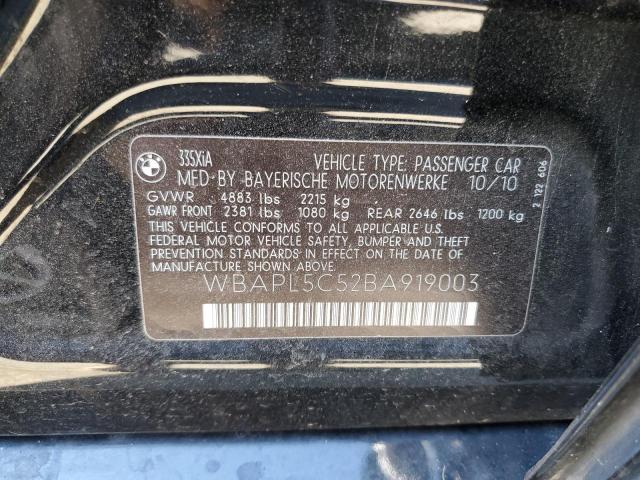 BMW
335XiA VEHICLE TYPE: PASSENGER CAR
MFD BY BAYERISCHE MOTORENWERKE 10/10
GVWR 4883 lbs 2215 kg
GAWR FRONT 2381 lbs 1080 kg REAR 2646 lbs 1200 kg
THIS VEHICLE CONFORMS TO ALL APPLICABLE U.S.
FEDERAL MOTOR VEHICLE SAFETY, BUMPER AND THEFT
PREVENTION STANDARDS IN EFFECT ON THE DATE OF
MANUFACTURE SHOWN ABOVE.
WBAPL5C52BA919003
2 122 606